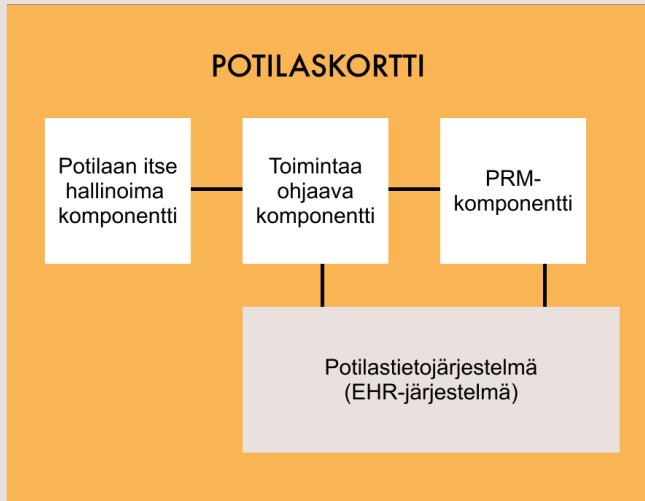 POTILASKORTTI
Potilaan itse
hallinoima
komponentti
Toimintaa
ohjaava
komponentti
PRM-
komponentti
Potilastietojärjestelmä
(EHR-järjestelmä)